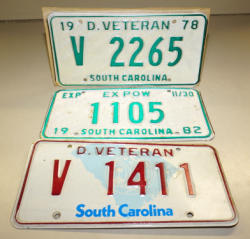 19 D. VETERAN 78
V 2265
SOUTH CAROLINA
EXP EX POW 11/30
1105
19 SOUTH CAROLINA 82
D. VETERAN
V 1411
South Carolina